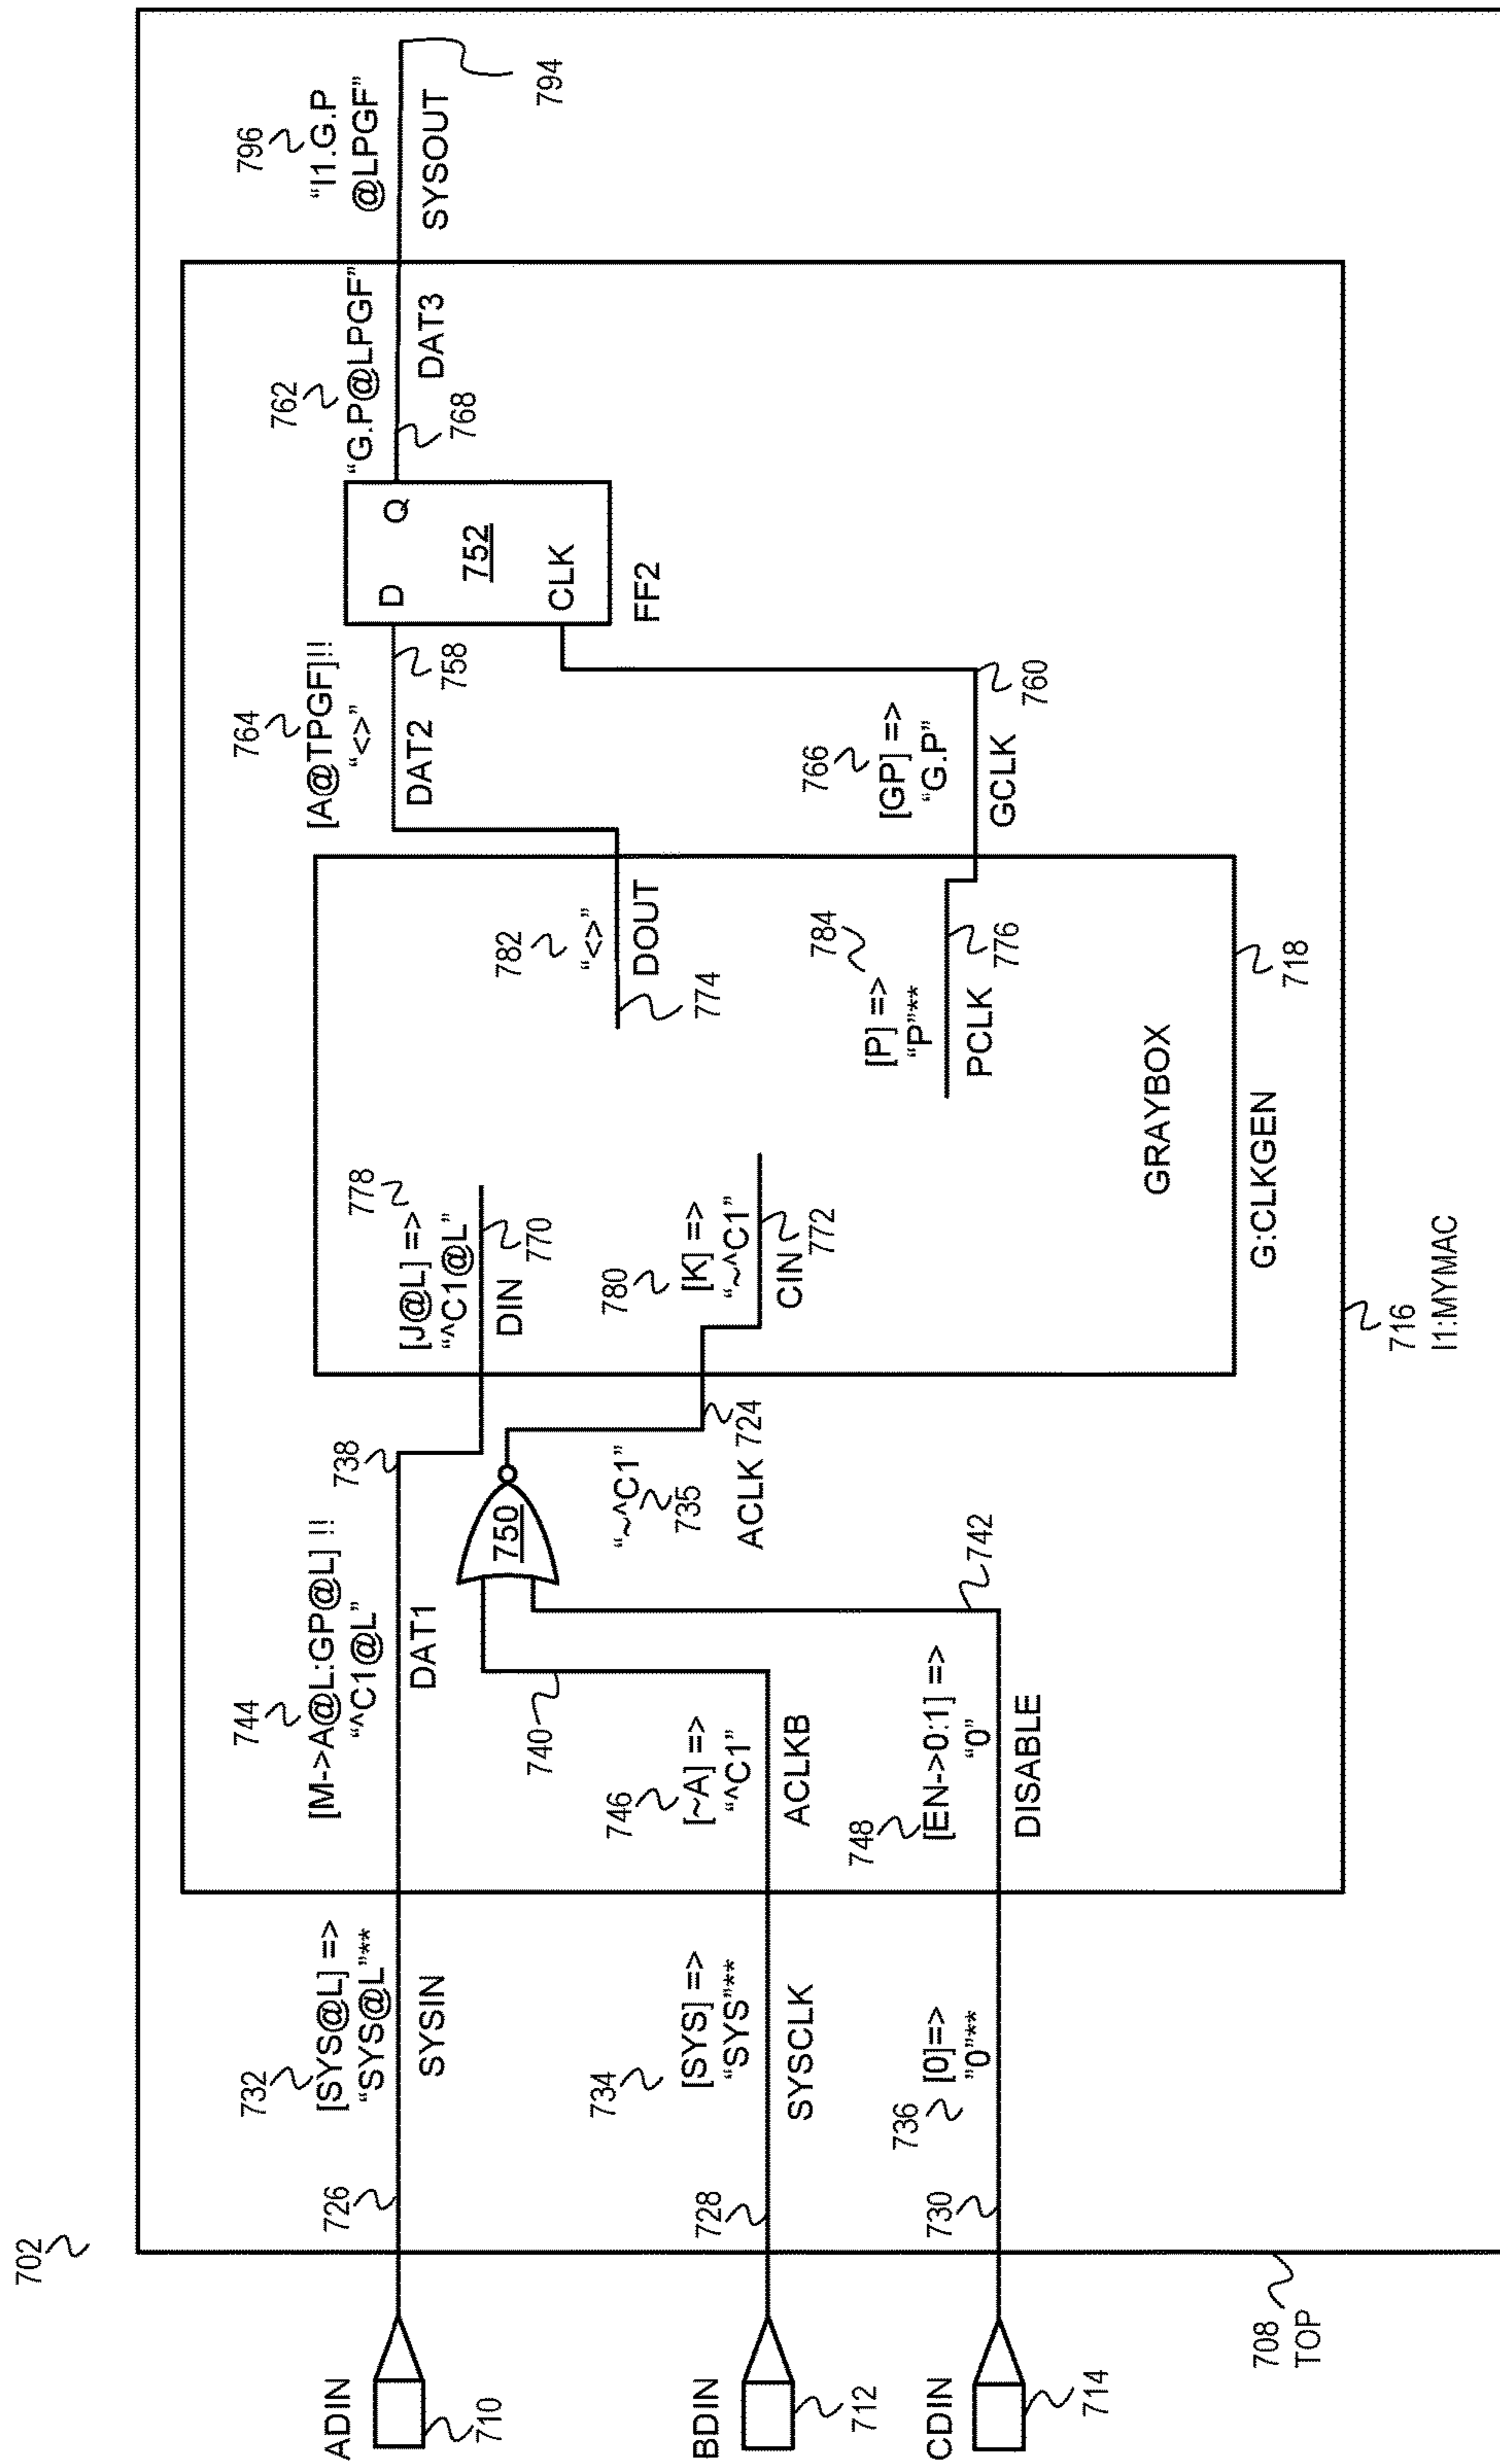 702
ADIN
710
BDIN
712
CDIN
714
708
TOP
726
732
[SYS@L] =>
“SYS@L”**
SYSIN
728
734
[SYS] =>
“SYS”**
SYSCLK
730
736
[0]=>
”0”**
744
[M->A@L:GP@L] !!
“^C1@L”
DAT1
738
746
[~A] =>
“^C1”
740
ACLKB
748
[EN->0:1] =>
“0”
DISABLE
742
750
“~^C1”
735
ACLK 724
778
[J@L] =>
“^C1@L”
770
DIN
780
[K] =>
“~^C1”
772
CIN
782
“<>”
DOUT
774
784
[P] =>
“P”**
776
PCLK
GRAYBOX
718
G:CLKGEN
716
I1:MYMAC
764
[A@TPGF]!!
“<>”
758
DAT2
766
[GP] =>
“G.P”
760
GCLK
D
Q
752
CLK
FF2
762
“G.P@LPGF”
768
DAT3
796
“I1.G.P
@LPGF”
SYSOUT
794